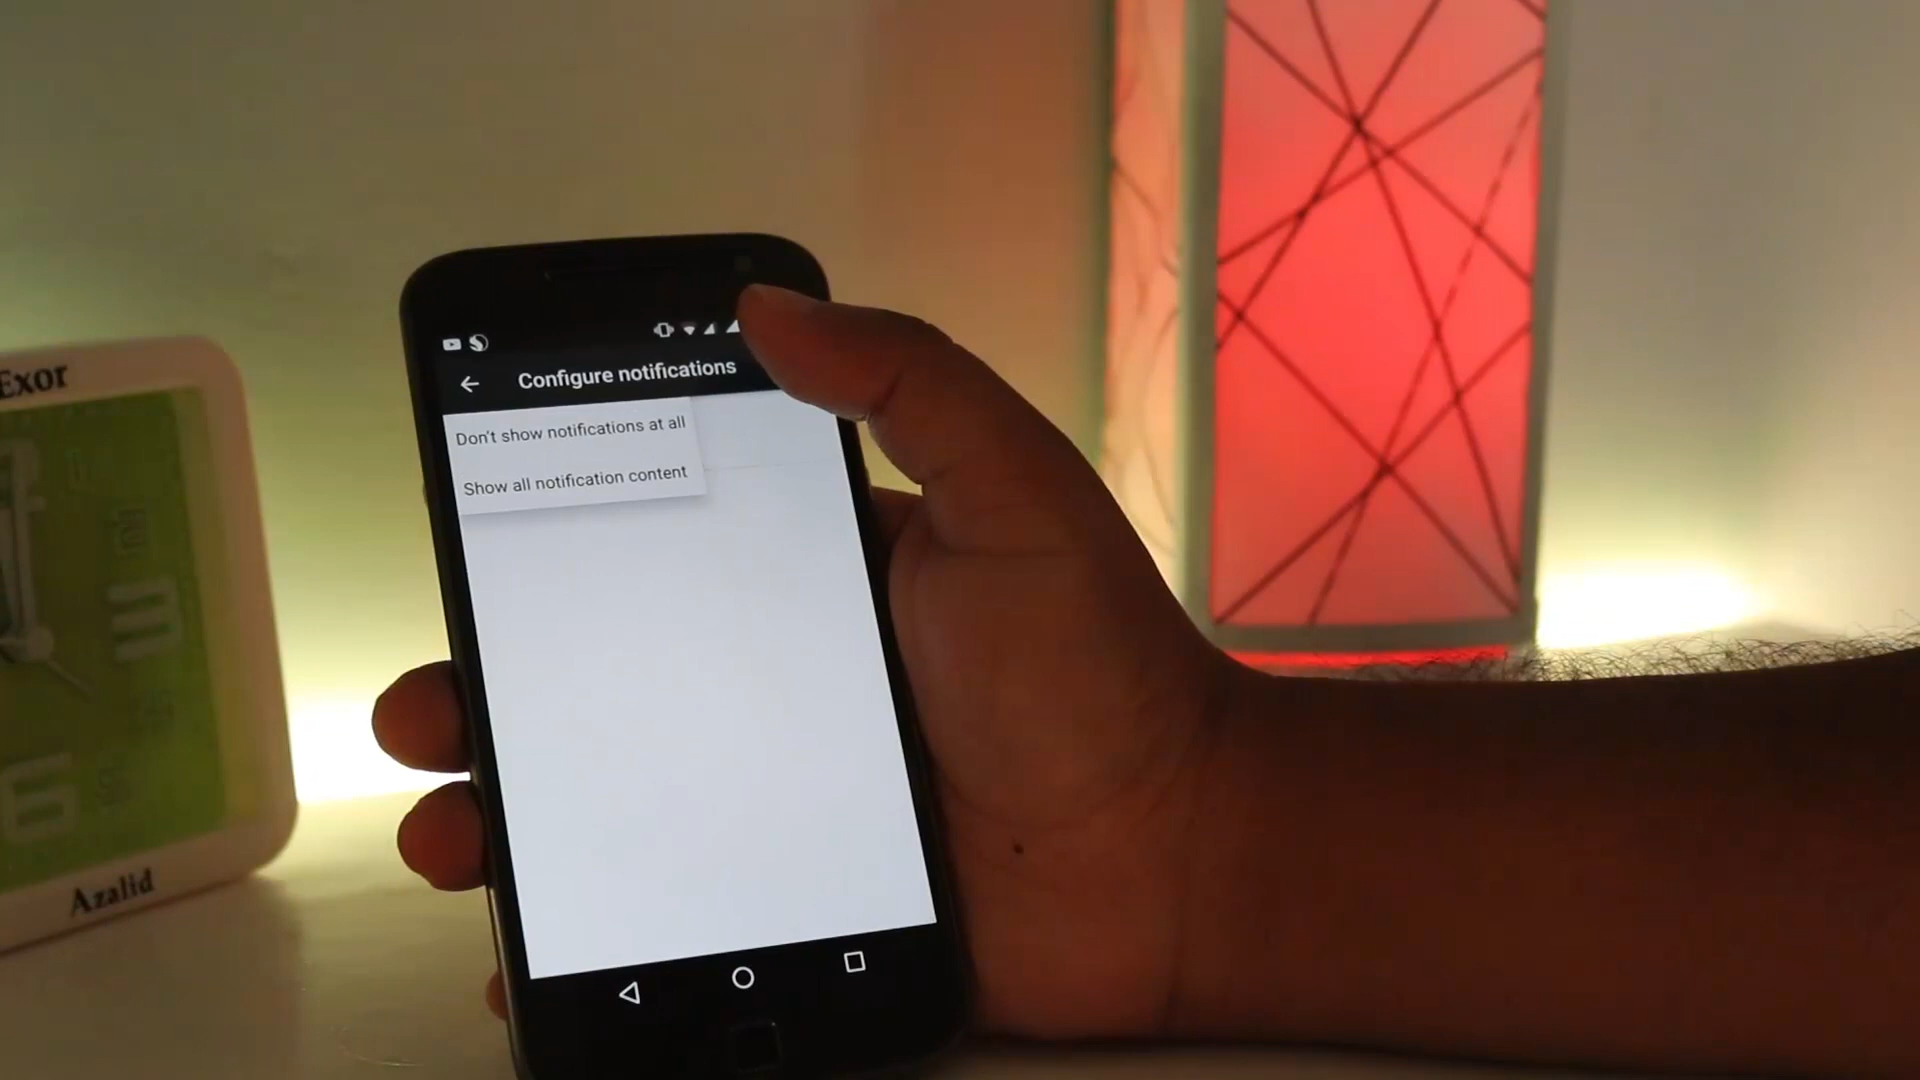 Exor
Configure notifications
Don't show notifications at all
Show all notification content
Azalid